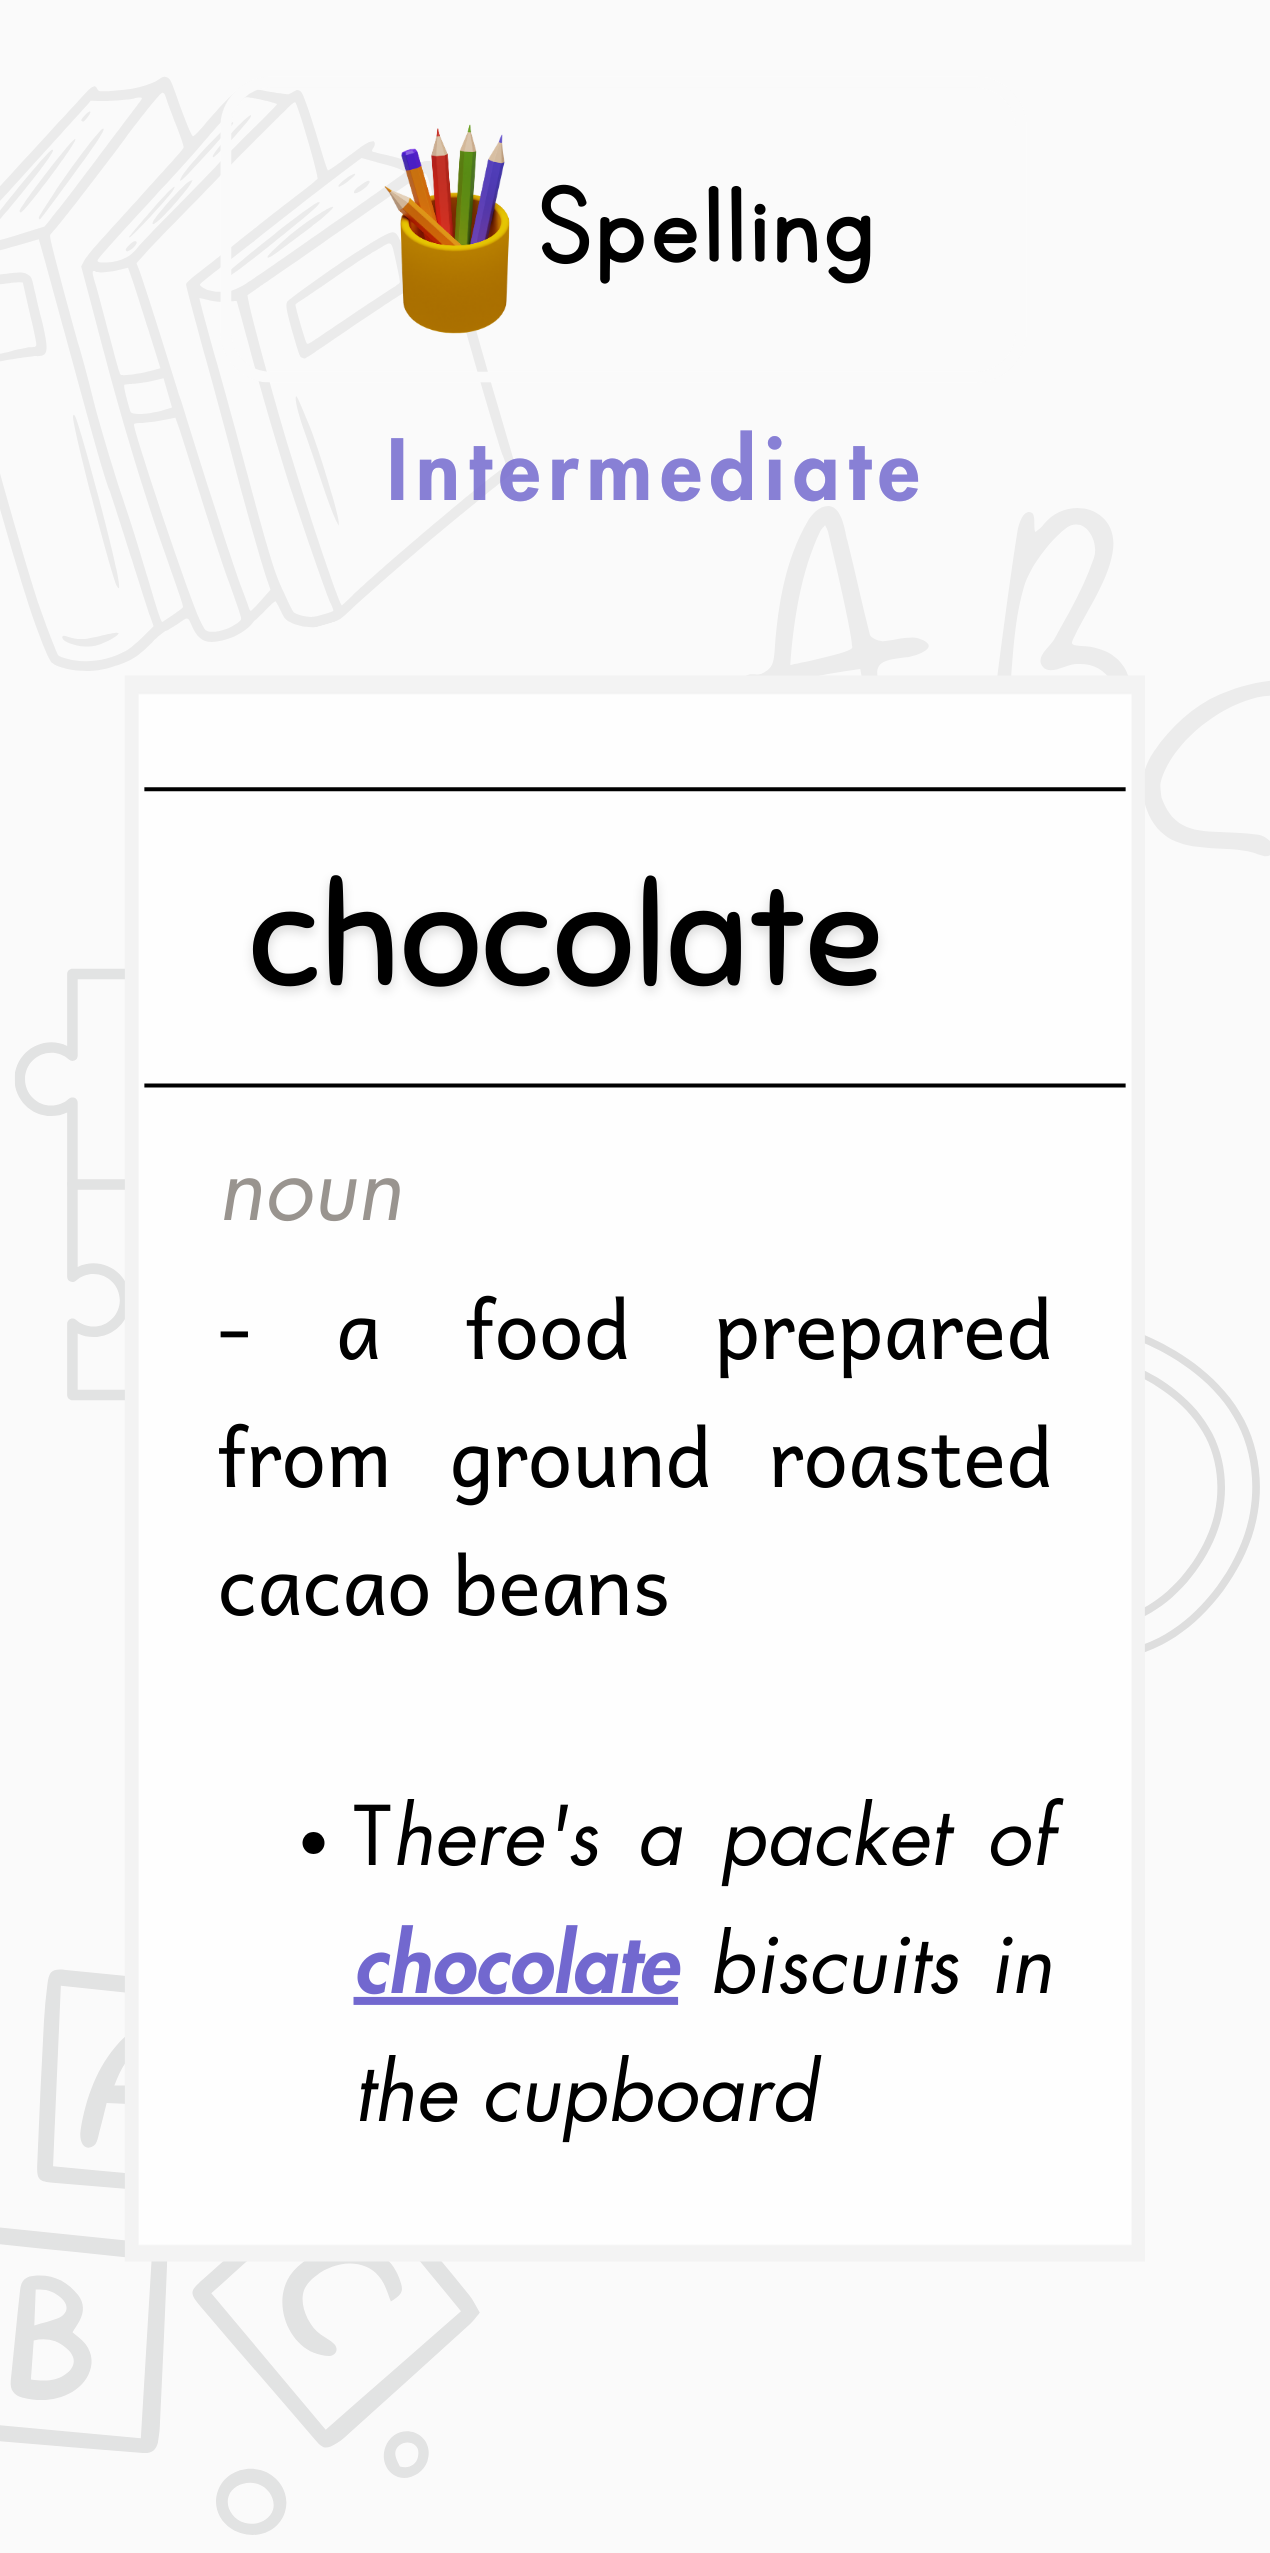 Spelling
Intermediate
A B
chocolate
noun
- a food prepared
from ground roasted
cacao beans
• There's a packet of
chocolate biscuits in
the cupboard
A
B C